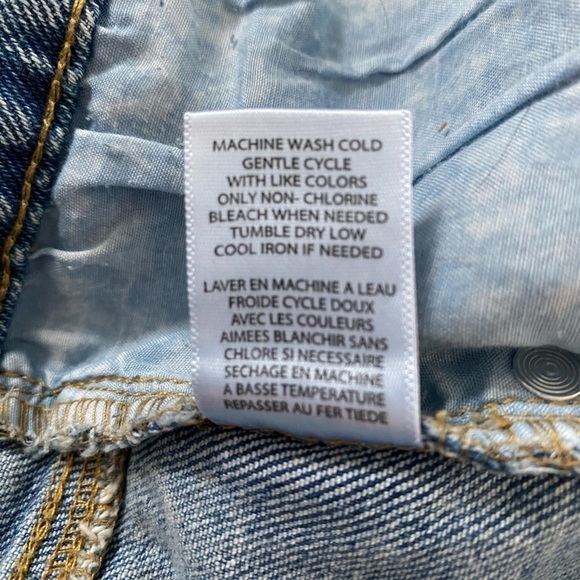 MACHINE WASH COLD
GENTLE CYCLE
WITH LIKE COLORS
ONLY NON- CHLORINE
BLEACH WHEN NEEDED
TUMBLE DRY LOW
COOL IRON IF NEEDED
LAVER EN MACHINE A LEAU
FROIDE CYCLE DOUX
AVEC LES COULEURS
AIMEES BLANCHIR SANS
CHLORE SI NECESSAIRE
SECHAGE EN MACHINE
A BASSE TEMPERATURE
REPASSER AU FER TIEDE